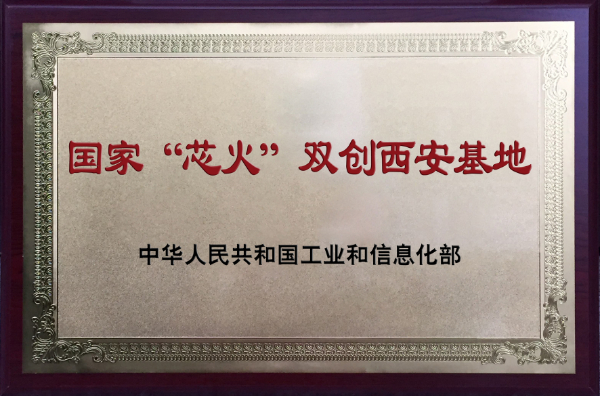 国家“芯火”双创西安基地
中华人民共和国工业和信息化部